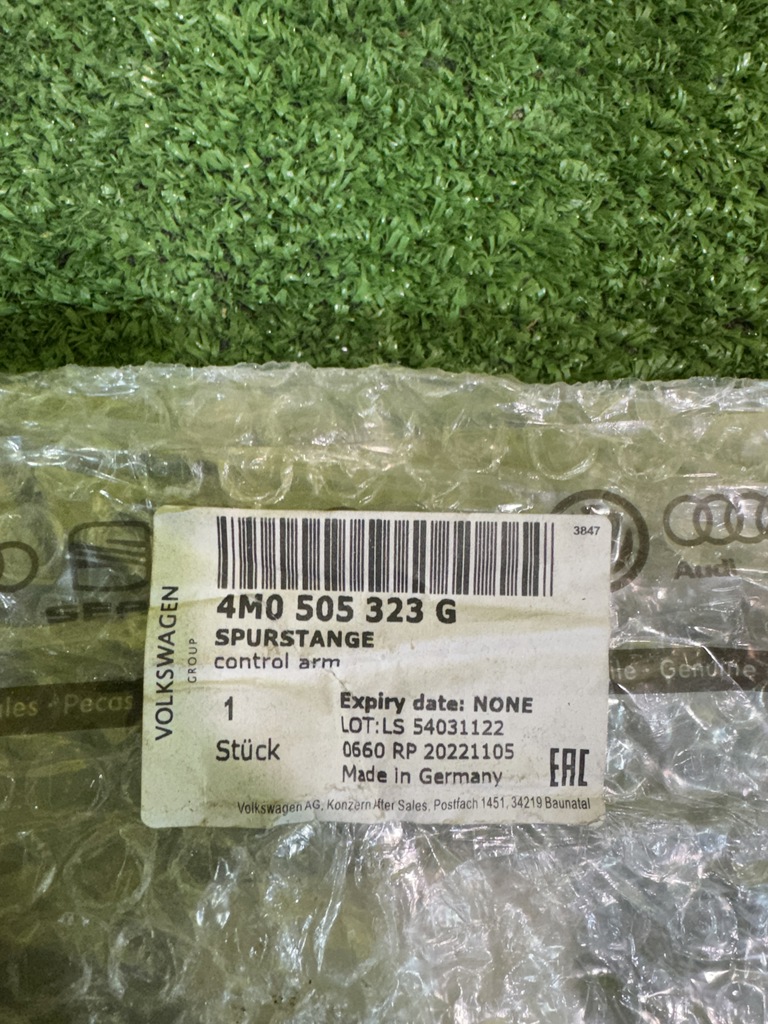 3847
4M0 505 323 G
SPURSTANGE
control arm
VOLKSWAGEN
GROUP
1
Stück
Expiry date: NONE
LOT:LS 54031122
0660 RP 20221105
Made in Germany
EAC
Volkswagen AG, Konzern After Sales, Postfach 1451, 34219 Baunatal
Audi
Genuine
Pecas